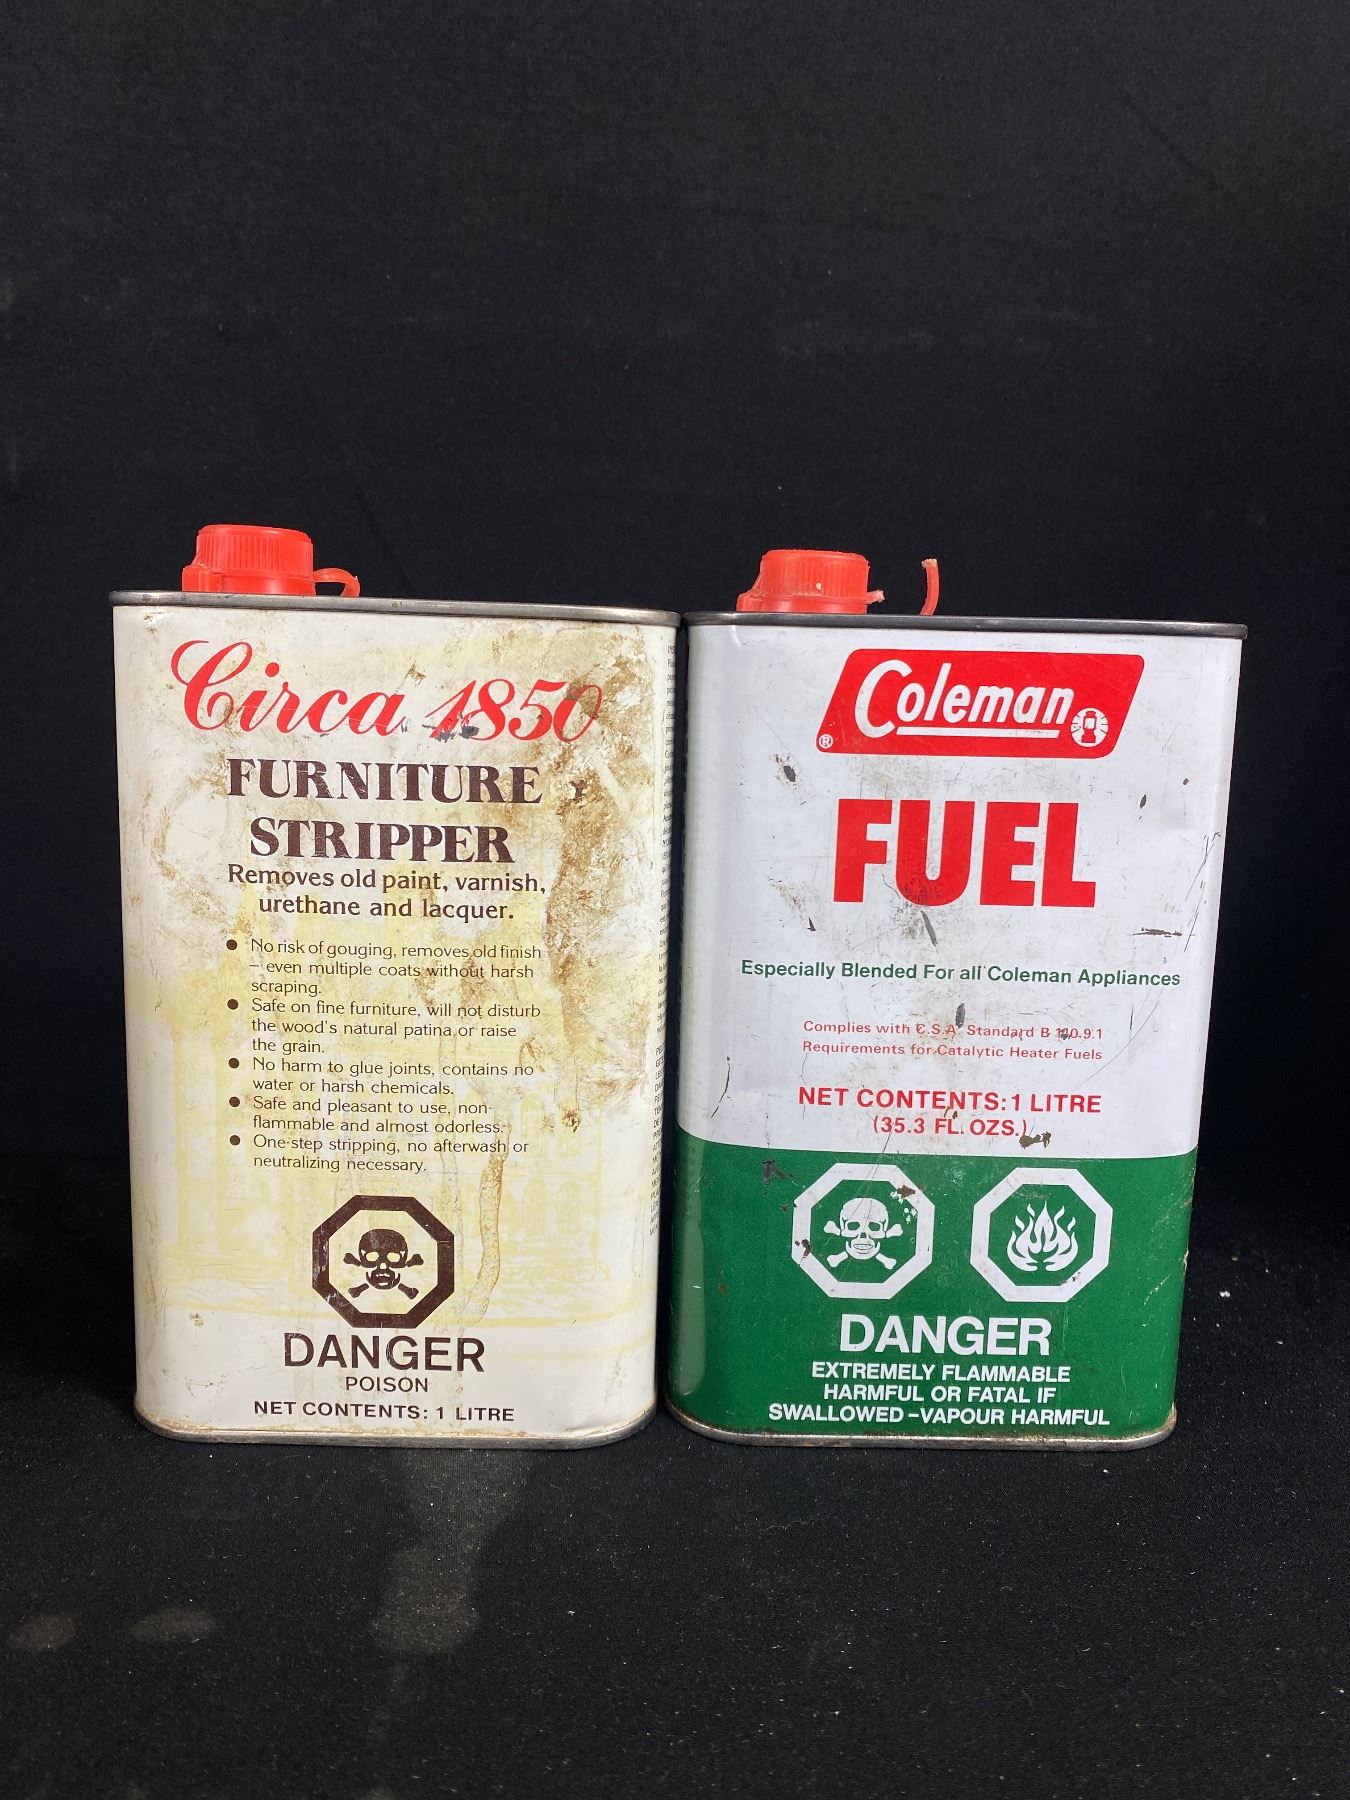 Circa 1850
FURNITURE
STRIPPER
Removes old paint, varnish,
urethane and lacquer.
● No risk of gouging, removes old finish
– even multiple coats without harsh
scraping.
● Safe on fine furniture, will not disturb
the wood's natural patina or raise
the grain.
● No harm to glue joints, contains no
water or harsh chemicals.
● Safe and pleasant to use, non-
flammable and almost odorless.
● One-step stripping, no afterwash or
neutralizing necessary.
DANGER
POISON
NET CONTENTS: 1 LITRE
Coleman
®
FUEL
Especially Blended For all Coleman Appliances
Complies with C.S.A. Standard B 140.9.1
Requirements for Catalytic Heater Fuels
NET CONTENTS: 1 LITRE
(35.3 FL. OZS.)
DANGER
EXTREMELY FLAMMABLE
HARMFUL OR FATAL IF
SWALLOWED – VAPOUR HARMFUL